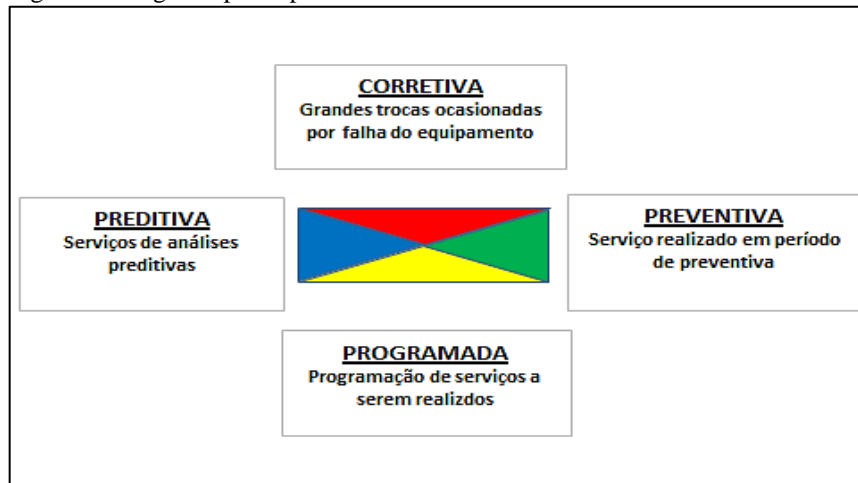 CORRETIVA
Grandes trocas ocasionadas
por falha do equipamento
PREDITIVA
Serviços de análises
preditivas
PREVENTIVA
Serviço realizado em período
de preventiva
PROGRAMADA
Programação de serviços a
serem realizdos